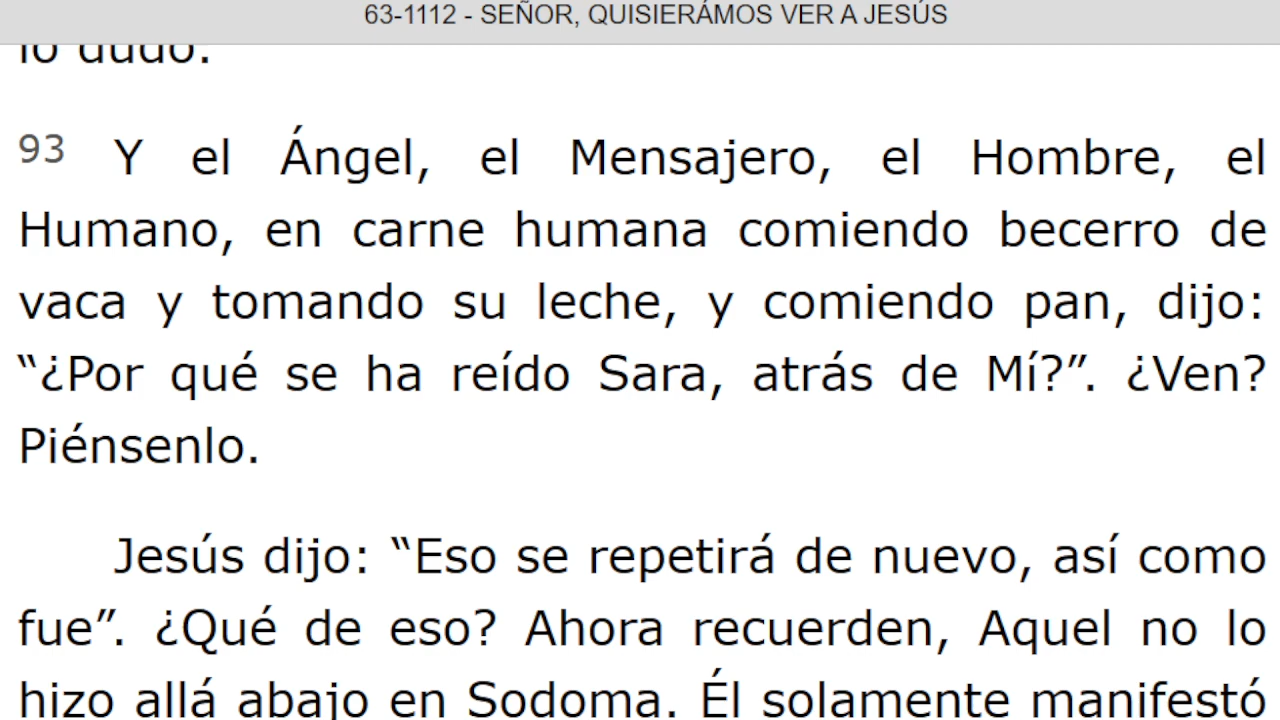 63-1112 - SEÑOR, QUISIERÁMOS VER A JESÚS
lo dudó.
93 Y el Ángel, el Mensajero, el Hombre, el
Humano, en carne humana comiendo becerro de
vaca y tomando su leche, y comiendo pan, dijo:
“¿Por qué se ha reído Sara, atrás de Mí?”. ¿Ven?
Piénsenlo.
Jesús dijo: “Eso se repetirá de nuevo, así como
fue”. ¿Qué de eso? Ahora recuerden, Aquel no lo
hizo allá abajo en Sodoma. Él solamente manifestó